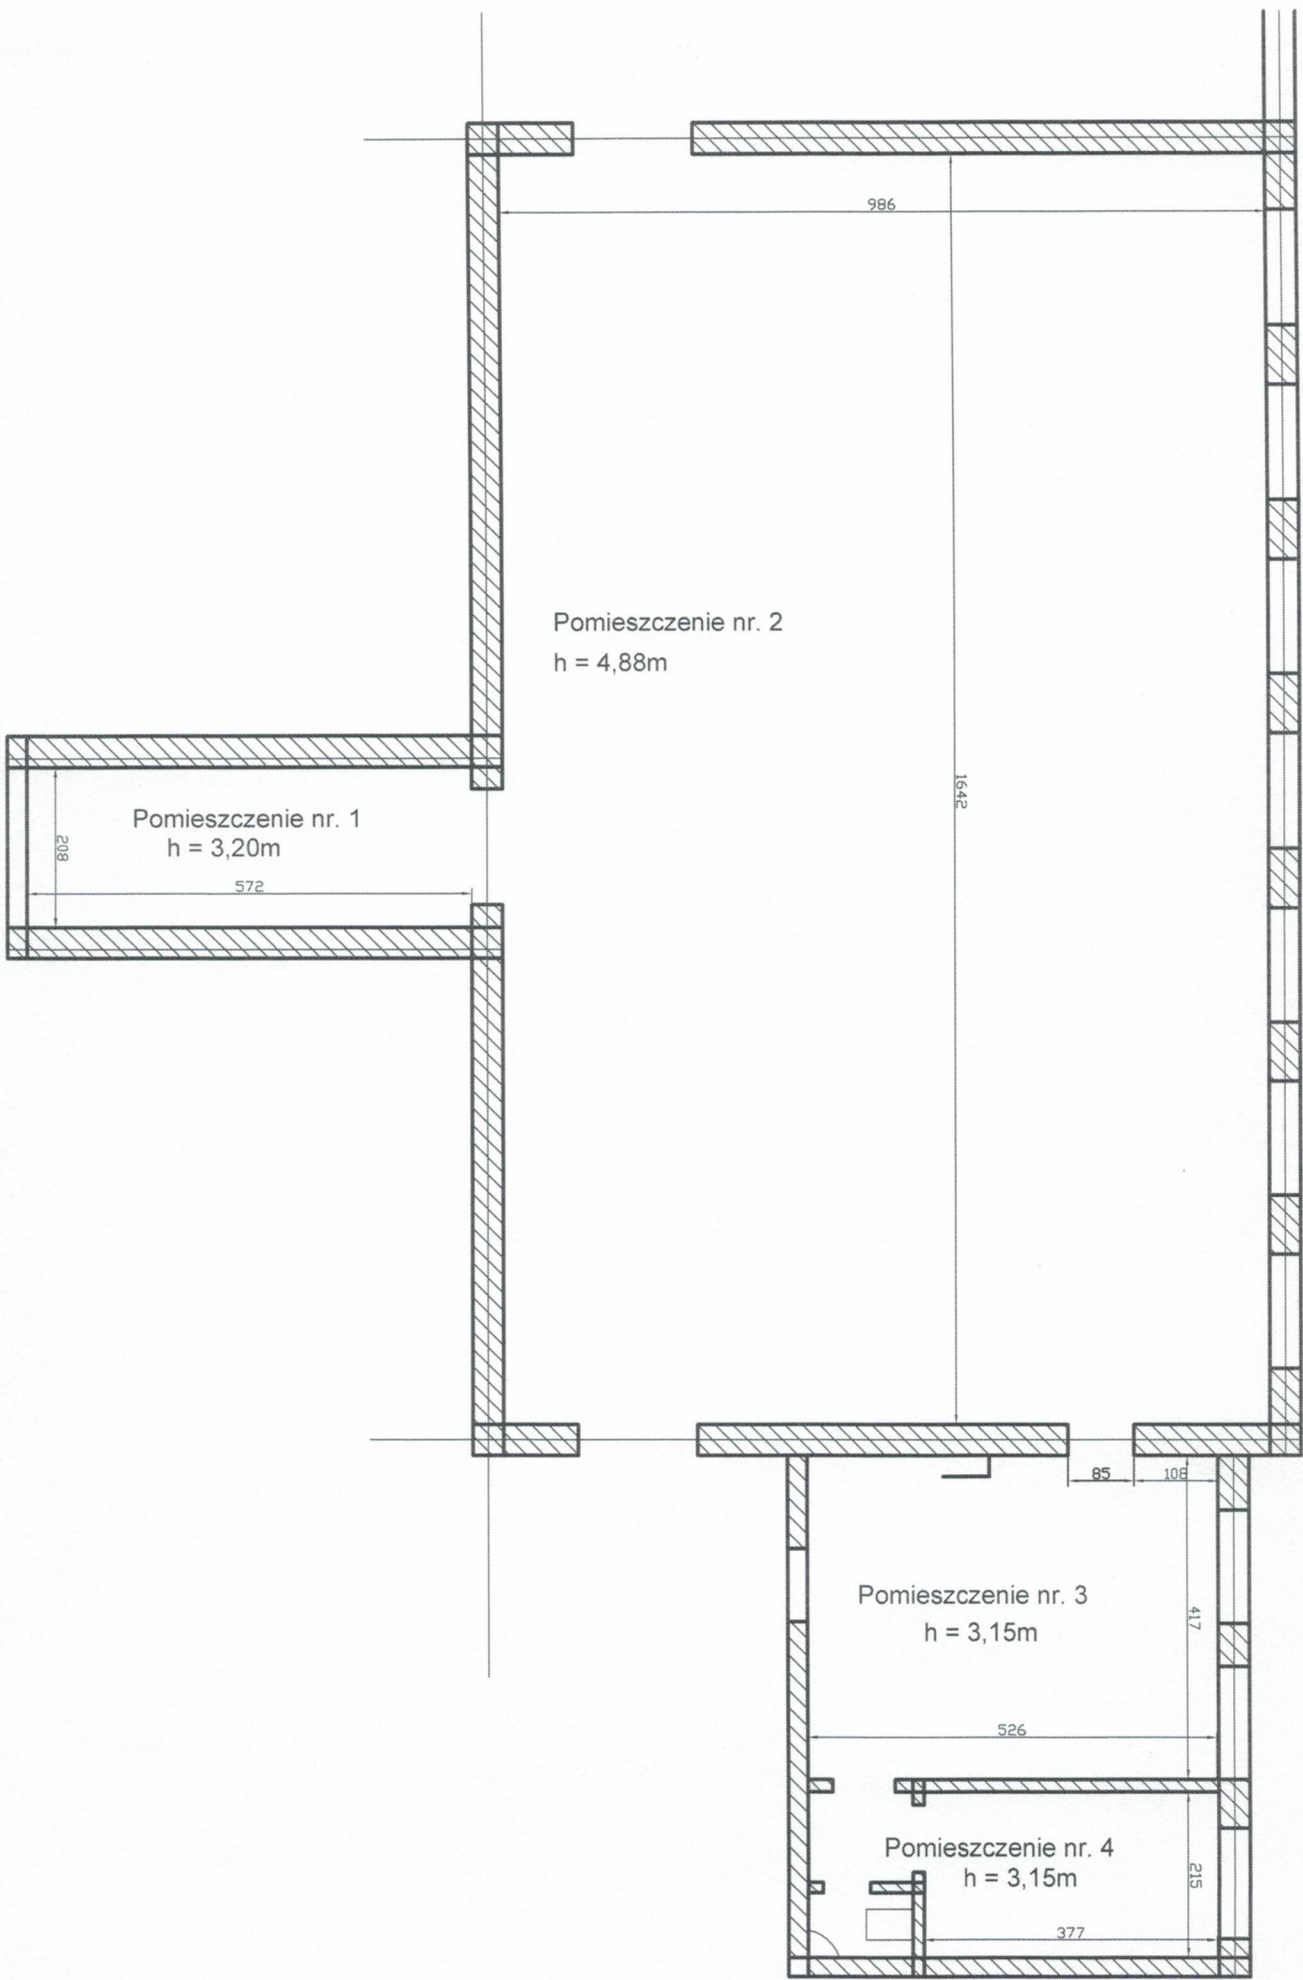 986
Pomieszczenie nr. 2
h = 4,88m
1642
Pomieszczenie nr. 1
h = 3,20m
208
572
85
108
Pomieszczenie nr. 3
h = 3,15m
417
526
Pomieszczenie nr. 4
h = 3,15m
215
377